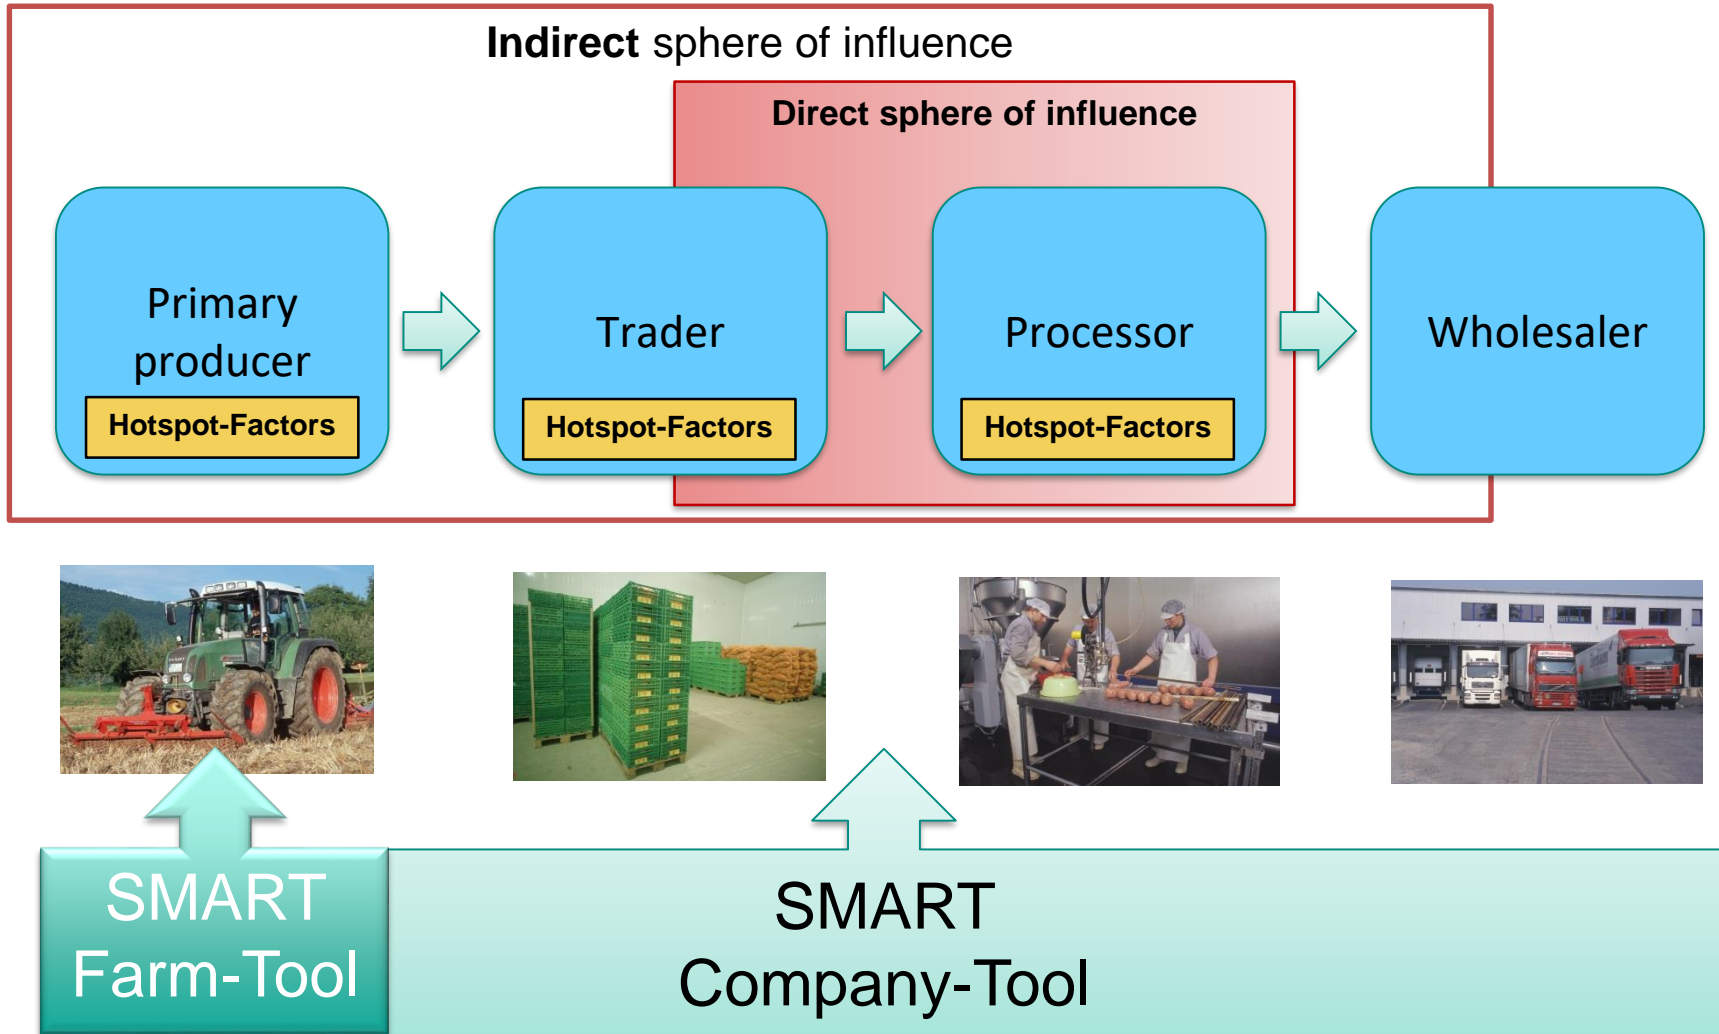 Indirect sphere of influence
Direct sphere of influence
Primary
producer
Hotspot-Factors
Trader
Hotspot-Factors
Processor
Hotspot-Factors
Wholesaler
SMART
Farm-Tool
SMART
Company-Tool